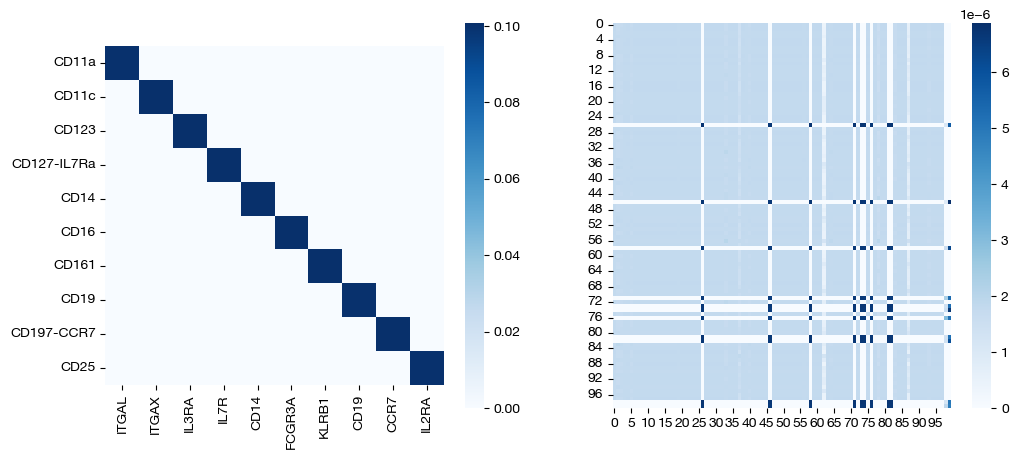 CD11a
CD11c
CD123
CD127-IL7Ra
CD14
CD16
CD161
CD19
CD197-CCR7
CD25
ITGAL
ITGAX
IL3RA
IL7R
CD14
FCGR3A
KLRB1
CD19
CCR7
IL2RA
0.10
0.08
0.06
0.04
0.02
0.00
0
4
8
12
16
20
24
28
32
36
40
44
48
52
56
60
64
68
72
76
80
84
88
92
96
0 5 10 15 20 25 30 35 40 45 50 55 60 65 70 75 80 85 90 95
1e−6
6
5
4
3
2
1
0